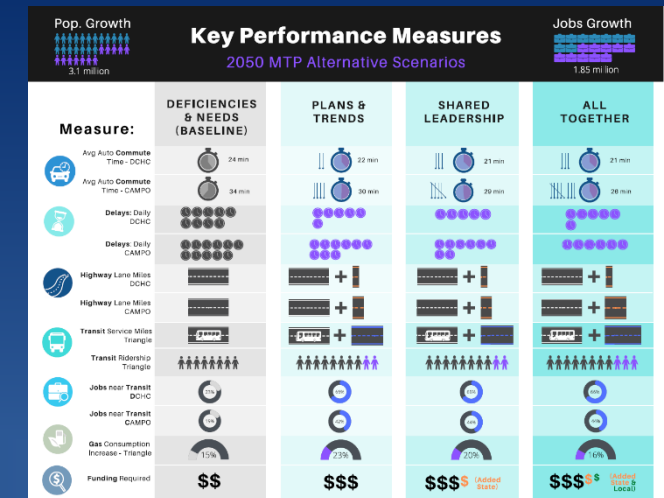 Pop. Growth
3.1 million
Key Performance Measures
2050 MTP Alternative Scenarios
Jobs Growth
1.85 million
Measure:
DEFICIENCIES
& NEEDS
(BASELINE)
PLANS &
TRENDS
SHARED
LEADERSHIP
ALL
TOGETHER
Avg Auto Commute
Time - DCHC
24 min
22 min
21 min
21 min
Avg Auto Commute
Time - CAMPO
34 min
30 min
29 min
Delays: Daily
DCHC
Delays: Daily
CAMPO
Highway Lane Miles
DCHC
+
+
+
Highway Lane Miles
CAMPO
+
+
+
Transit Service Miles
Triangle
+
+
+
Transit Ridership
Triangle
Jobs near Transit
DCHC
Jobs near Transit
CAMPO
Gas Consumption
Increase - Triangle
15%
23%
20%
16%
Funding Required
$$
$$$
$$$$ (Added
State)
$$$$$ (Added
State &
Local)